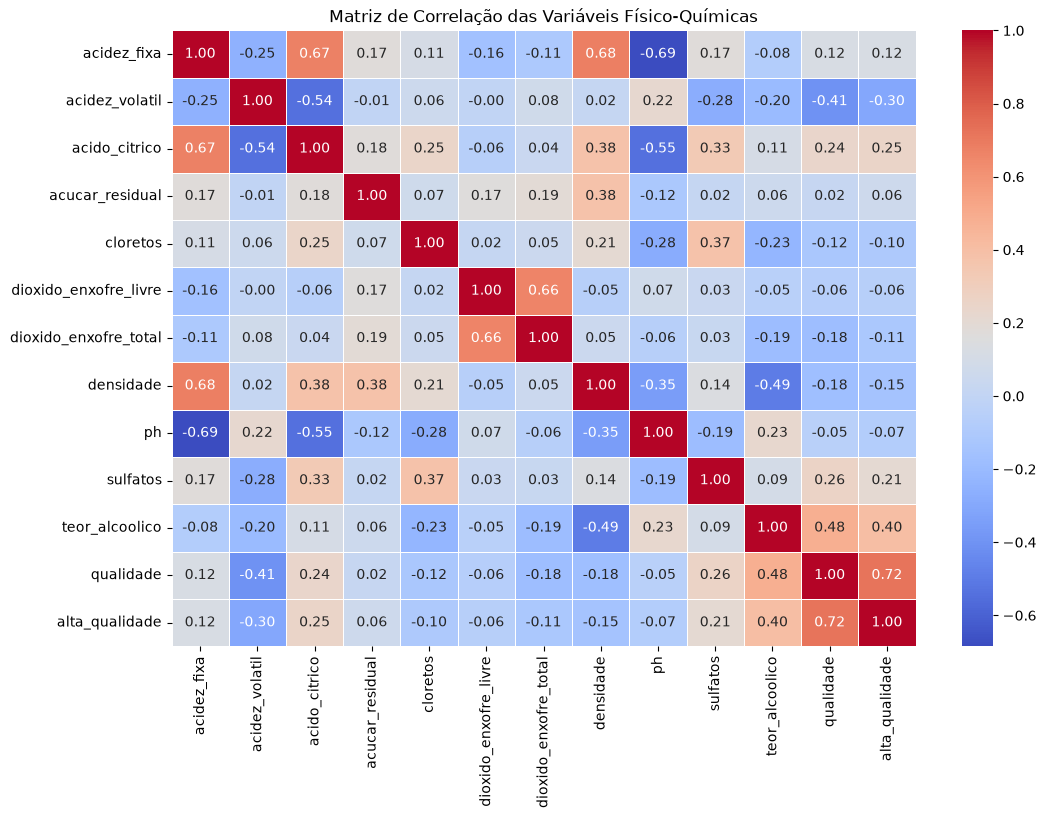 Matriz de Correlação das Variáveis Físico-Químicas
acidez_fixa 1.00 -0.25 0.67 0.17 0.11 -0.16 -0.11 0.68 -0.69 0.17 -0.08 0.12 0.12
acidez_volatil -0.25 1.00 -0.54 -0.01 0.06 -0.00 0.08 0.02 0.22 -0.28 -0.20 -0.41 -0.30
acido_citrico 0.67 -0.54 1.00 0.18 0.25 -0.06 0.04 0.38 -0.55 0.33 0.11 0.24 0.25
acucar_residual 0.17 -0.01 0.18 1.00 0.07 0.17 0.19 0.38 -0.12 0.02 0.06 0.02 0.06
cloretos 0.11 0.06 0.25 0.07 1.00 0.02 0.05 0.21 -0.28 0.37 -0.23 -0.12 -0.10
dioxido_enxofre_livre -0.16 -0.00 -0.06 0.17 0.02 1.00 0.66 -0.05 0.07 0.03 -0.05 -0.06 -0.06
dioxido_enxofre_total -0.11 0.08 0.04 0.19 0.05 0.66 1.00 0.05 -0.06 0.03 -0.19 -0.18 -0.11
densidade 0.68 0.02 0.38 0.38 0.21 -0.05 0.05 1.00 -0.35 0.14 -0.49 -0.18 -0.15
ph -0.69 0.22 -0.55 -0.12 -0.28 0.07 -0.06 -0.35 1.00 -0.19 0.23 -0.05 -0.07
sulfatos 0.17 -0.28 0.33 0.02 0.37 0.03 0.03 0.14 -0.19 1.00 0.09 0.26 0.21
teor_alcoolico -0.08 -0.20 0.11 0.06 -0.23 -0.05 -0.19 -0.49 0.23 0.09 1.00 0.48 0.40
qualidade 0.12 -0.41 0.24 0.02 -0.12 -0.06 -0.18 -0.18 -0.05 0.26 0.48 1.00 0.72
alta_qualidade 0.12 -0.30 0.25 0.06 -0.10 -0.06 -0.11 -0.15 -0.07 0.21 0.40 0.72 1.00
acidez_fixa
acidez_volatil
acido_citrico
acucar_residual
cloretos
dioxido_enxofre_livre
dioxido_enxofre_total
densidade
ph
sulfatos
teor_alcoolico
qualidade
alta_qualidade
1.0
0.8
0.6
0.4
0.2
0.0
−0.2
−0.4
−0.6